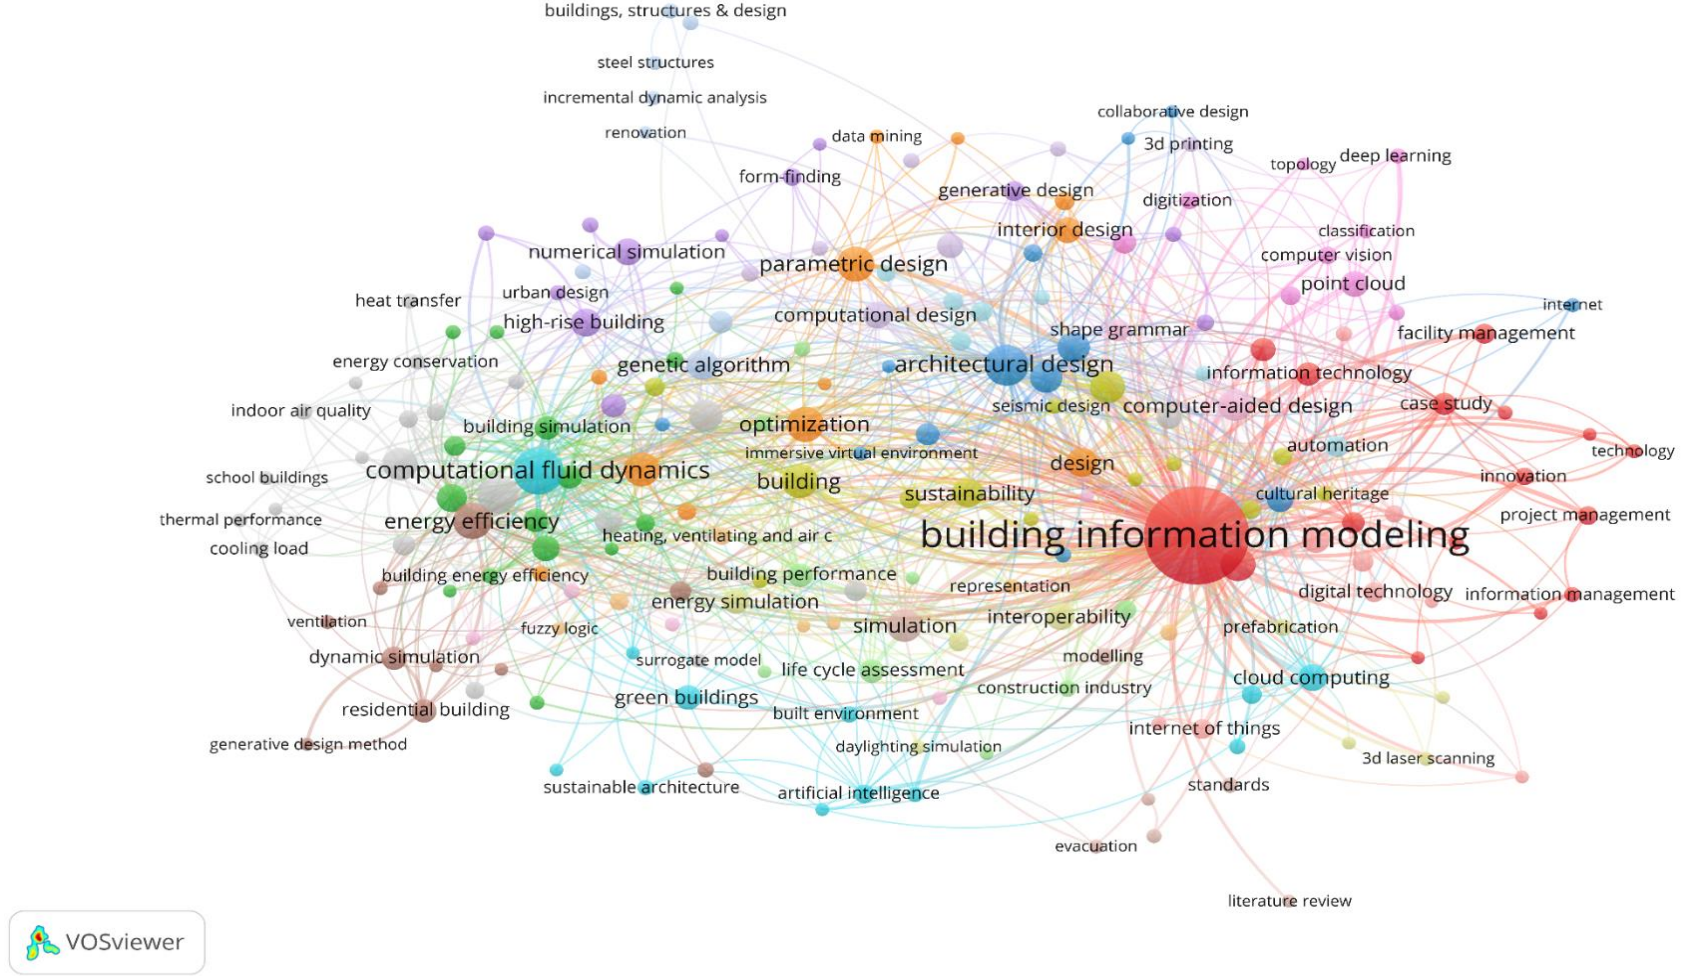 buildings, structures & design
steel structures
incremental dynamic analysis
renovation
collaborative design
data mining
3d printing
topology
deep learning
form-finding
generative design
digitization
interior design
classification
numerical simulation
computer vision
parametric design
point cloud
urban design
heat transfer
internet
computational design
high-rise building
shape grammar
facility management
energy conservation
genetic algorithm
architectural design
information technology
indoor air quality
seismic design
computer-aided design
case study
building simulation
optimization
automation
immersive virtual environment
technology
computational fluid dynamics
design
school buildings
building
innovation
sustainability
cultural heritage
thermal performance
energy efficiency
project management
heating, ventilating and air c
building information modeling
cooling load
building energy efficiency
building performance
representation
digital technology
information management
energy simulation
interoperability
ventilation
fuzzy logic
simulation
prefabrication
dynamic simulation
surrogate model
modelling
life cycle assessment
cloud computing
green buildings
construction industry
residential building
built environment
internet of things
generative design method
daylighting simulation
3d laser scanning
sustainable architecture
artificial intelligence
standards
evacuation
literature review
VOSviewer